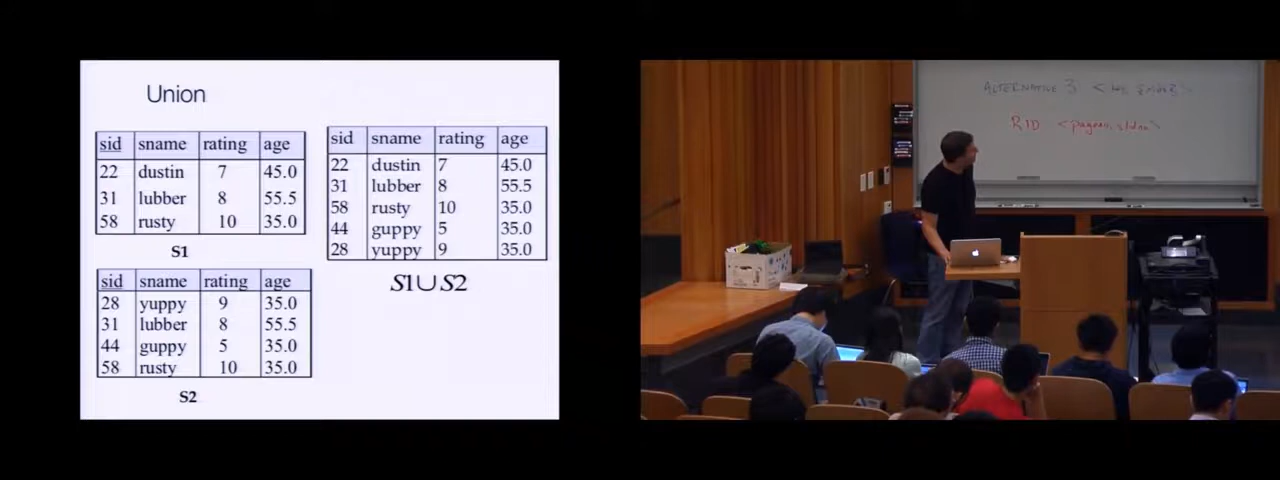 Union
sid sname rating age
22 dustin 7 45.0
31 lubber 8 55.5
58 rusty 10 35.0
S1
sid sname rating age
28 yuppy 9 35.0
31 lubber 8 55.5
44 guppy 5 35.0
58 rusty 10 35.0
S2
sid sname rating age
22 dustin 7 45.0
31 lubber 8 55.5
58 rusty 10 35.0
44 guppy 5 35.0
28 yuppy 9 35.0
S1∪S2
ALTERNATIVE 3
RID